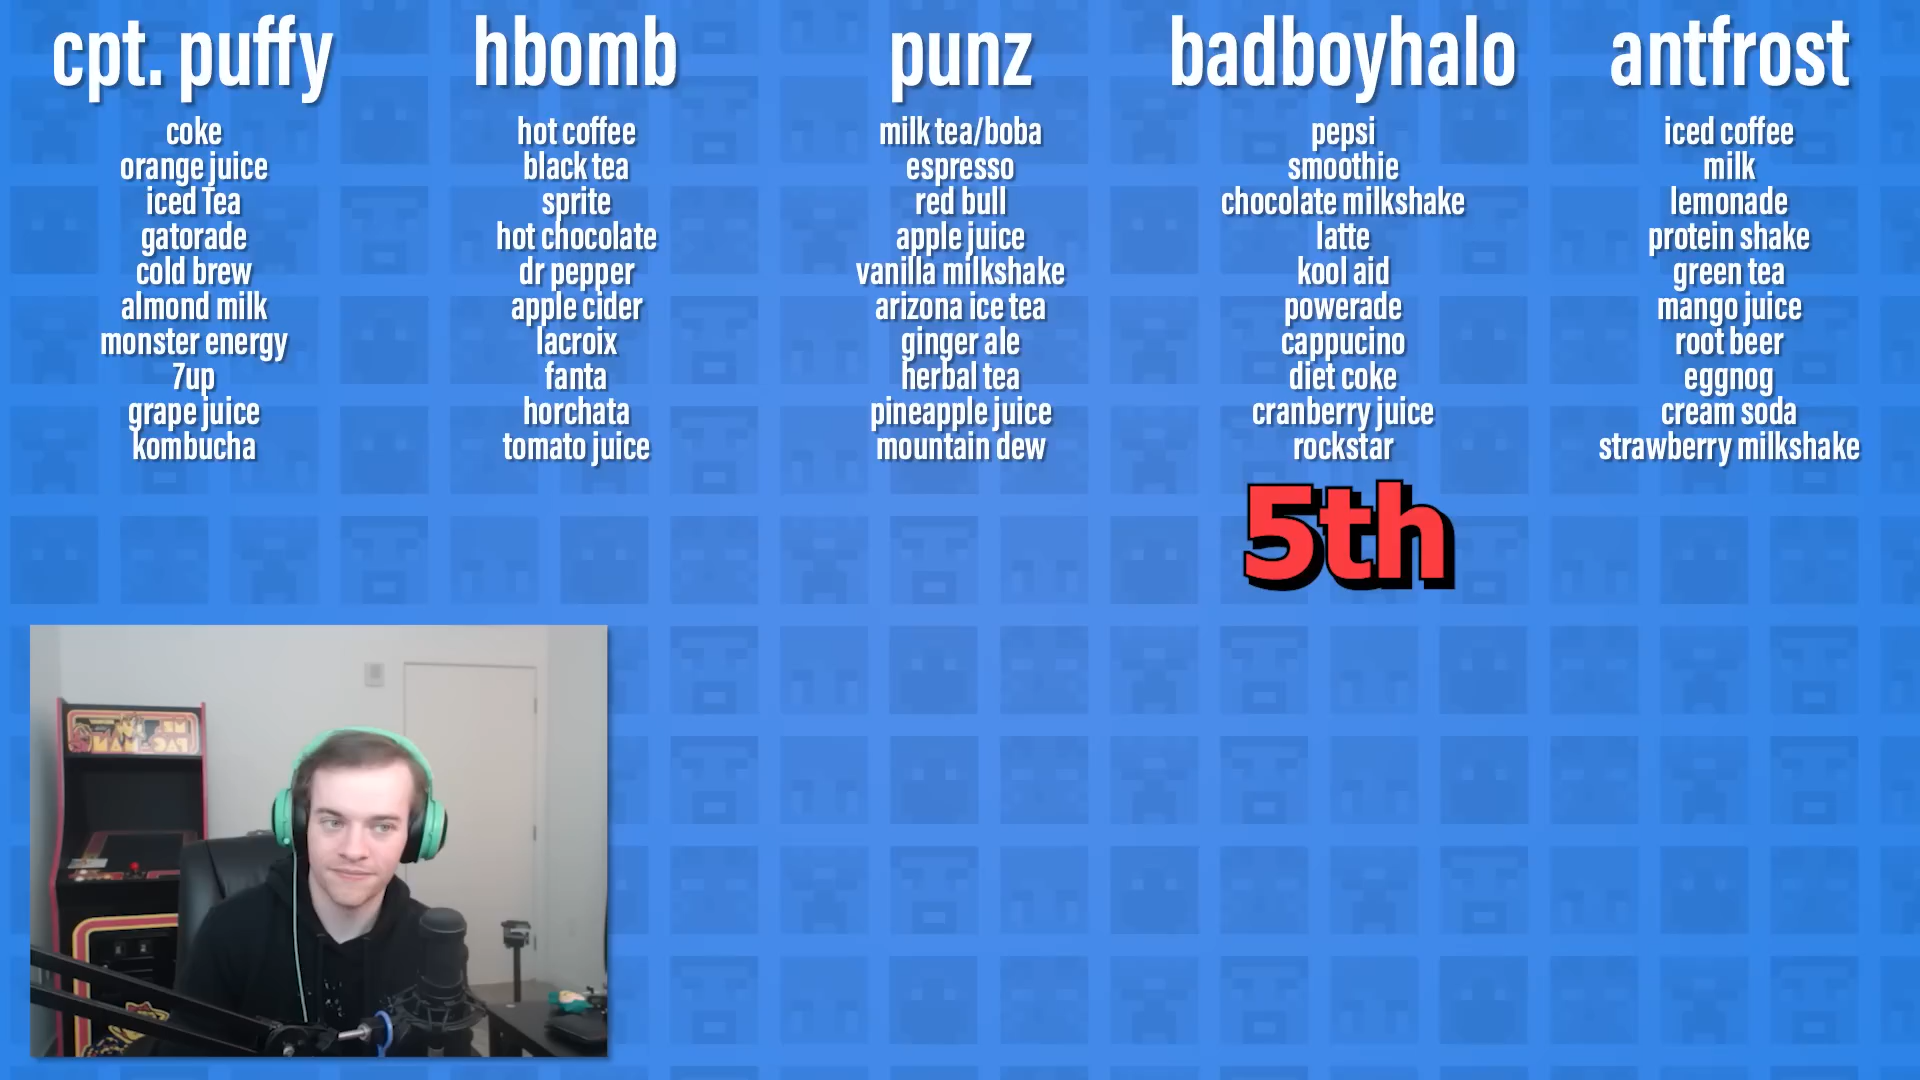 cpt. puffy
coke
orange juice
iced Tea
gatorade
cold brew
almond milk
monster energy
7up
grape juice
kombucha
hbomb
hot coffee
black tea
sprite
hot chocolate
dr pepper
apple cider
lacroix
fanta
horchata
tomato juice
punz
milk tea/boba
espresso
red bull
apple juice
vanilla milkshake
arizona ice tea
ginger ale
herbal tea
pineapple juice
mountain dew
badboyhalo
pepsi
smoothie
chocolate milkshake
latte
kool aid
powerade
cappucino
diet coke
cranberry juice
rockstar
5th
antfrost
iced coffee
milk
lemonade
protein shake
green tea
mango juice
root beer
eggnog
cream soda
strawberry milkshake
MS
PAC-MAN